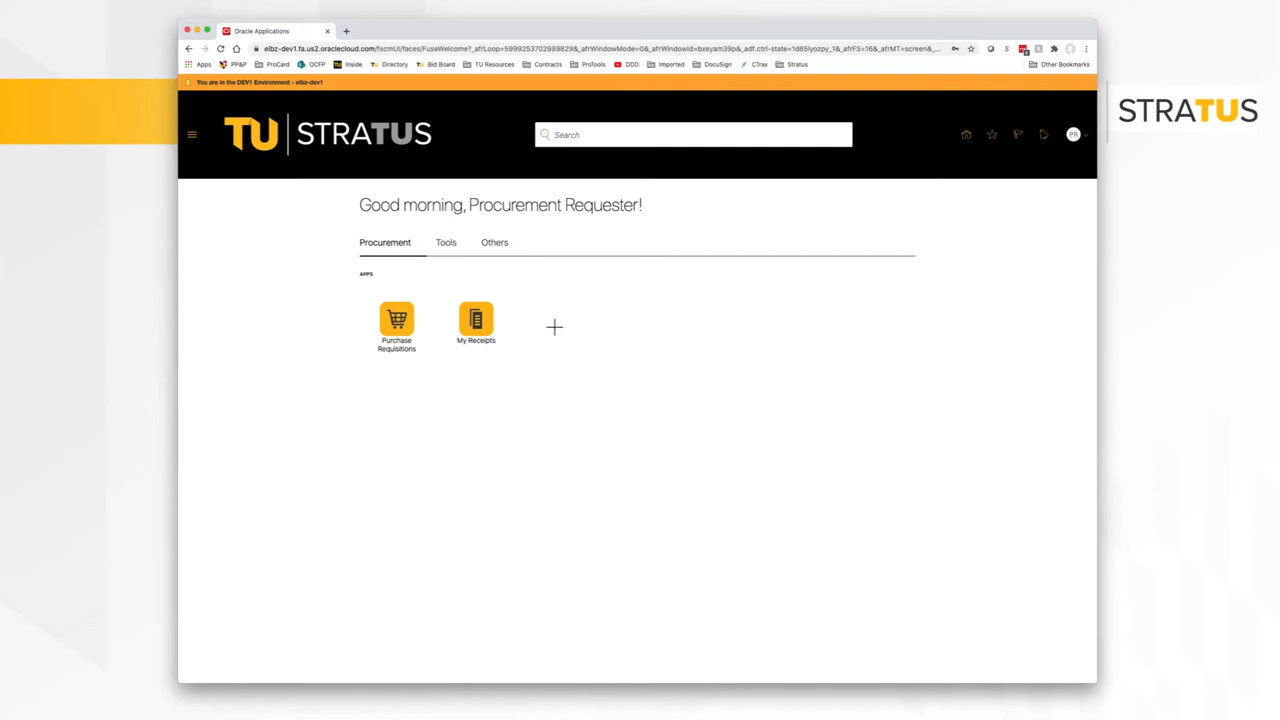 Oracle Applications
elbz-dev1.fa.us2.oraclecloud.com/fscmUI/faces/FuseWelcome?_afrLoop=5999253702989829&_afrWindowMode=0&_afrWindowId=bxeyam39p&_adf.ctrl-state=1d85lyozpy_1&_afrFS=16&_afrMT=screen&_...
Apps PP&P ProCard OCFP Inside Directory Bid Board TU Resources Contracts ProTools DDD Imported DocuSign CTrax Stratus Other Bookmarks
You are in the DEV1 Environment - elbz-dev1
TU STRATUS
Search
PR
STRATUS
Good morning, Procurement Requester!
Procurement Tools Others
APPS
Purchase
Requisitions
My Receipts